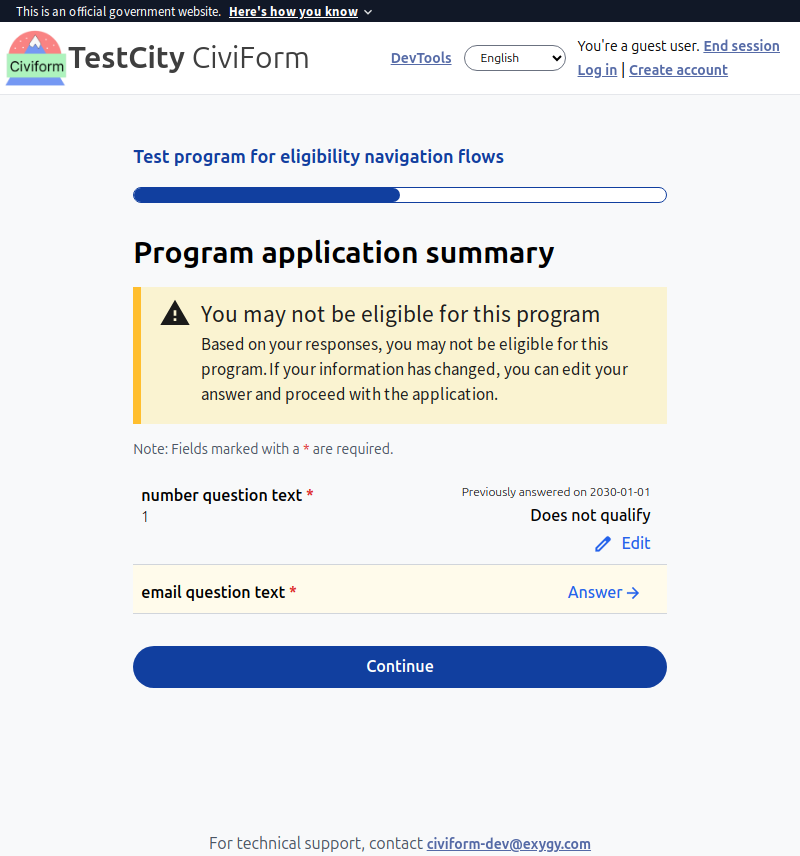 This is an official government website. Here's how you know
Civiform
TestCity CiviForm
DevTools
English
You're a guest user. End session
Log in | Create account
Test program for eligibility navigation flows
Program application summary
You may not be eligible for this program
Based on your responses, you may not be eligible for this
program. If your information has changed, you can edit your
answer and proceed with the application.
Note: Fields marked with a * are required.
number question text *
1
Previously answered on 2030-01-01
Does not qualify
Edit
email question text *
Answer
Continue
For technical support, contact civiform-dev@exygy.com